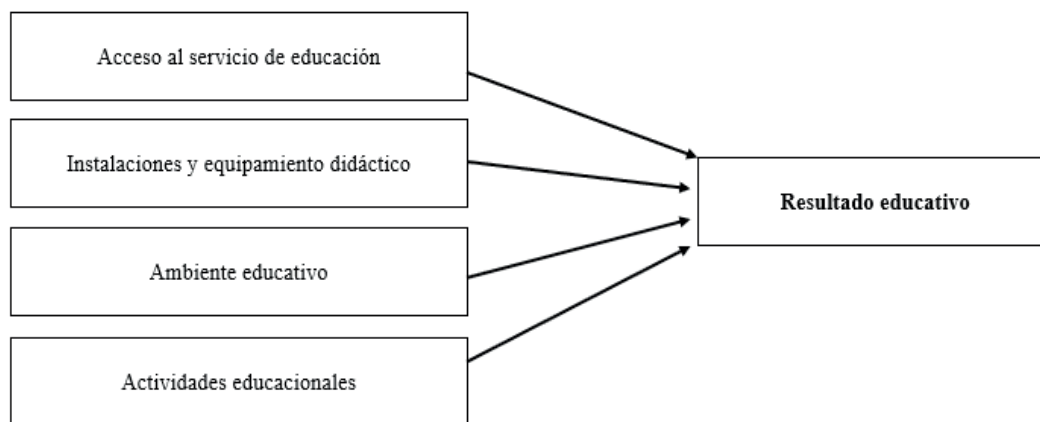 Acceso al servicio de educación
Instalaciones y equipamiento didáctico
Resultado educativo
Ambiente educativo
Actividades educacionales